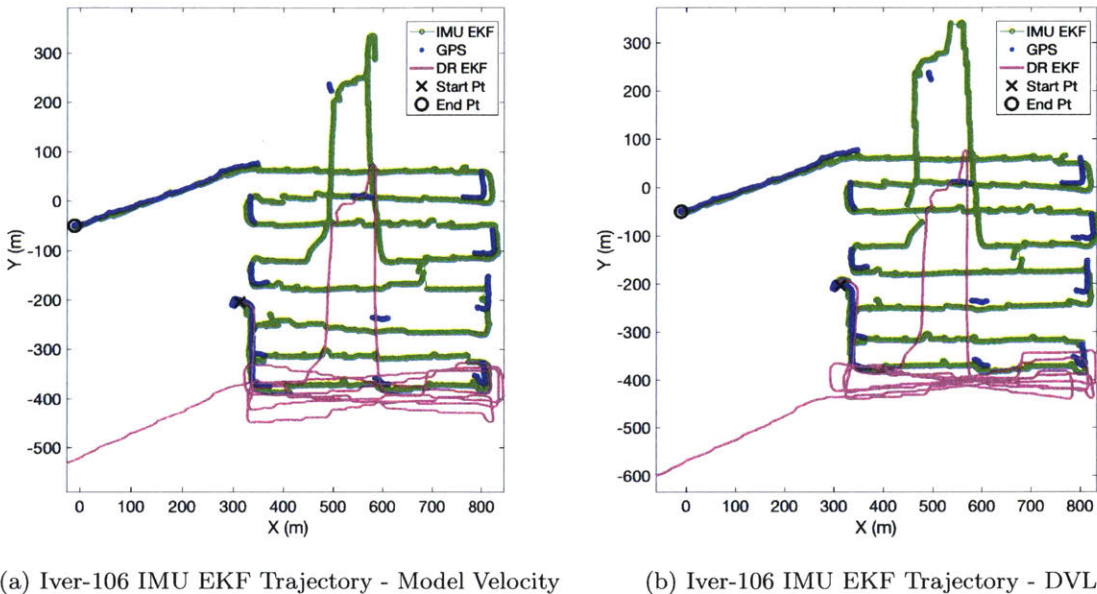 IMU EKF
GPS
DR EKF
Start Pt
End Pt
300
200
100
0
-100
-200
-300
-400
-500
Y (m)
0 100 200 300 400 500 600 700 800
X (m)
(a) Iver-106 IMU EKF Trajectory - Model Velocity
IMU EKF
GPS
DR EKF
Start Pt
End Pt
300
200
100
0
-100
-200
-300
-400
-500
-600
Y (m)
0 100 200 300 400 500 600 700 800
X (m)
(b) Iver-106 IMU EKF Trajectory - DVL